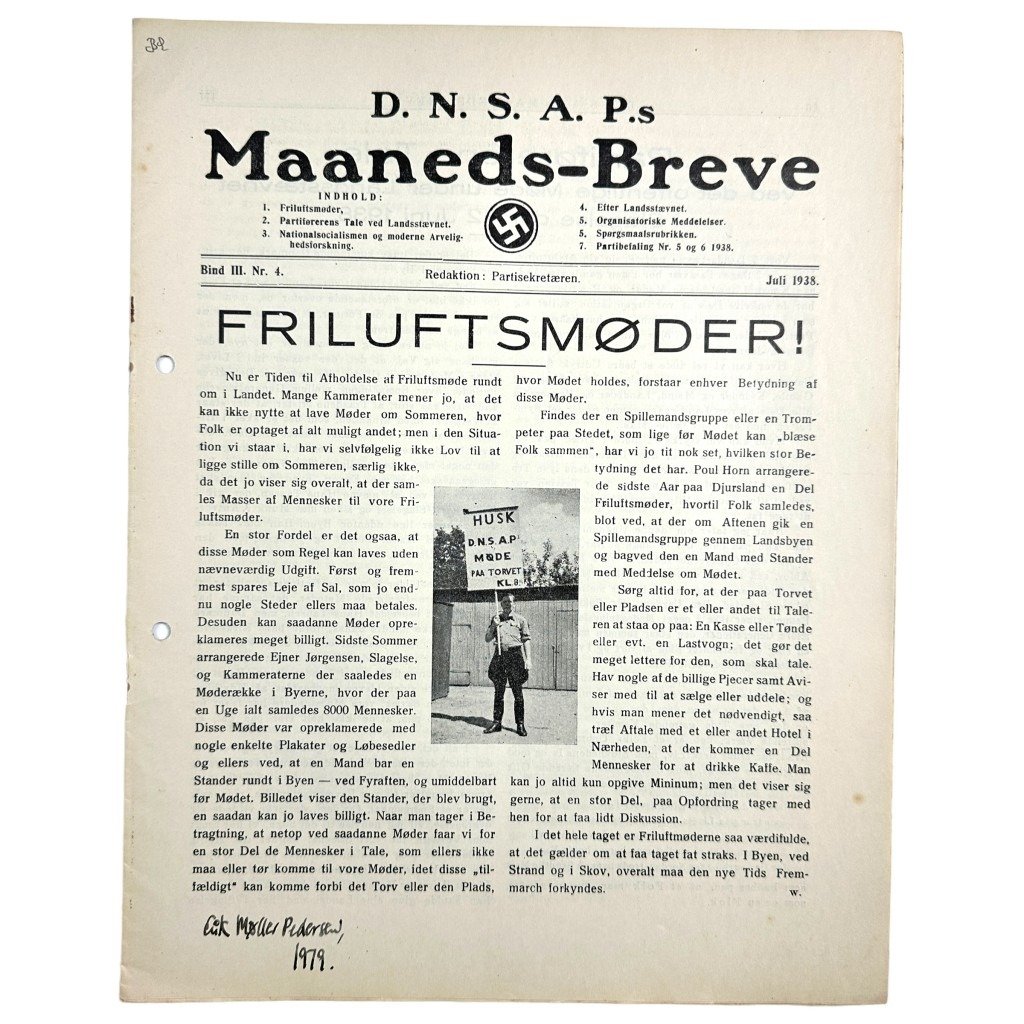 D. N. S. A. P.s
Maaneds-Breve
INDHOLD:
1. Friluftsmøder,
2. Partiførerens Tale ved Landsstævnet.
3. Nationalsocialismen og moderne Arvelig-
hedsforskning.
4. Efter Landsstævnet.
5. Organisatoriske Meddelelser.
5. Spørgsmaalsrubrikken.
7. Partibefaling Nr. 5 og 6 1938.
Bind III. Nr. 4.
Redaktion: Partisekretæren.
Juli 1938.
FRILUFTSMØDER!
Nu er Tiden til Afholdelse af Friluftsmøde rundt
om i Landet. Mange Kammerater mener jo, at det
kan ikke nytte at lave Møder om Sommeren, hvor
Folk er optaget af alt muligt andet; men i den Situa-
tion vi staar i, har vi selvfølgelig ikke Lov til at
ligge stille om Sommeren, særlig ikke,
da det jo viser sig overalt, at der sam-
les Masser af Mennesker til vore Fri-
luftsmøder.
En stor Fordel er det ogsaa, at
disse Møder som Regel kan laves uden
nævneværdig Udgift. Først og frem-
mest spares Leje af Sal, som jo end-
nu nogle Steder ellers maa betales.
Desuden kan saadanne Møder opre-
klameres meget billigt. Sidste Sommer
arrangerede Ejner Jørgensen, Slagelse,
og Kammeraterne der saaledes en
Møderække i Byerne, hvor der paa
en Uge ialt samledes 8000 Mennesker.
Disse Møder var opreklamerede med
nogle enkelte Plakater og Løbesedler
og ellers ved, at en Mand bar en
Stander rundt i Byen — ved Fyraften, og umiddelbart
før Mødet. Billedet viser den Stander, der blev brugt,
en saadan kan jo laves billigt. Naar man tager i Be-
tragtning, at netop ved saadanne Møder faar vi for
en stor Del de Mennesker i Tale, som ellers ikke
maa eller tør komme til vore Møder, idet disse „til-
fældigt“ kan komme forbi det Torv eller den Plads,
hvor Mødet holdes, forstaar enhver Betydning af
disse Møder.
Findes der en Spillemandsgruppe eller en Trom-
peter paa Stedet, som lige før Mødet kan „blæse
Folk sammen“, har vi jo tit nok set, hvilken stor Be-
tydning det har. Poul Horn arrangere-
de sidste Aar paa Djursland en Del
Friluftsmøder, hvortil Folk samledes,
blot ved, at der om Aftenen gik en
Spillemandsgruppe gennem Landsbyen
og bagved den en Mand med Stander
med Meddelse om Mødet.
Sørg altid for, at der paa Torvet
eller Pladsen er et eller andet til Tale-
ren at staa op paa: En Kasse eller Tønde
eller evt. en Lastvogn; det gør det
meget lettere for den, som skal tale.
Hav nogle af de billige Pjecer samt Avi-
ser med til at sælge eller uddele; og
hvis man mener det nødvendigt, saa
træf Aftale med et eller andet Hotel i
Nærheden, at der kommer en Del
Mennesker for at drikke Kaffe. Man
kan jo altid kun opgive Mininum; men det viser sig
gerne, at en stor Del, paa Opfordring tager med
hen for at faa lidt Diskussion.
I det hele taget er Friluftmøderne saa værdifulde,
at det gælder om at faa taget fat straks. I Byen, ved
Strand og i Skov, overalt maa den nye Tids Frem-
march forkyndes.
w.
HUSK
D.N.S.A.P.
MØDE
PAA TORVET
KL. 8
Erik Møller Pedersen,
1979.